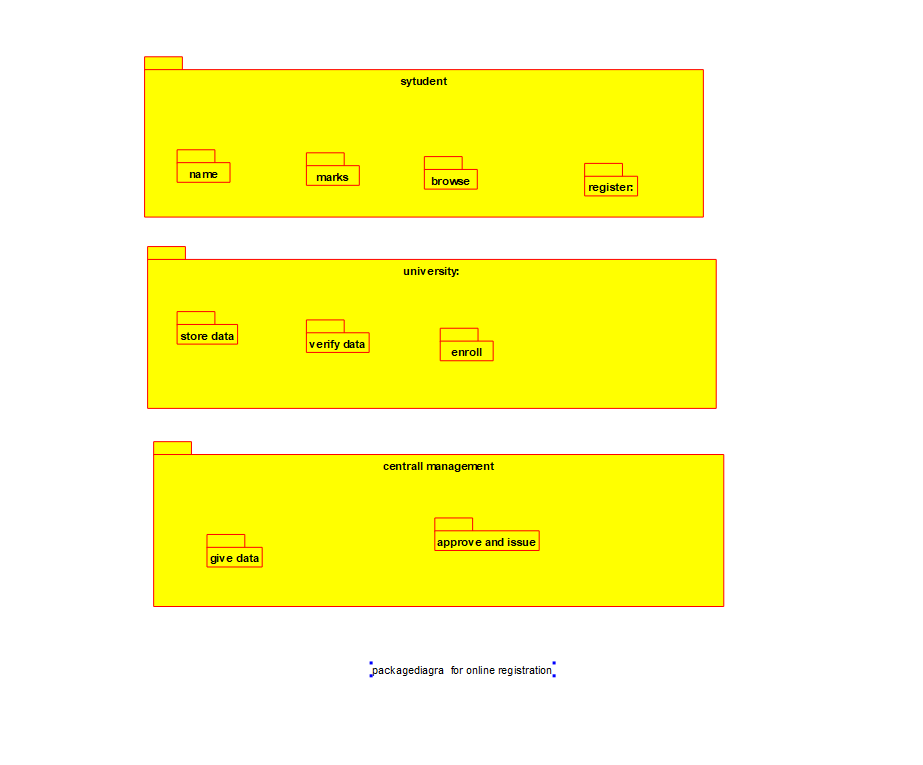 sytudent
name
marks
browse
register:
university:
store data
verify data
enroll
centrall management
give data
approve and issue
packagediagra for online registration